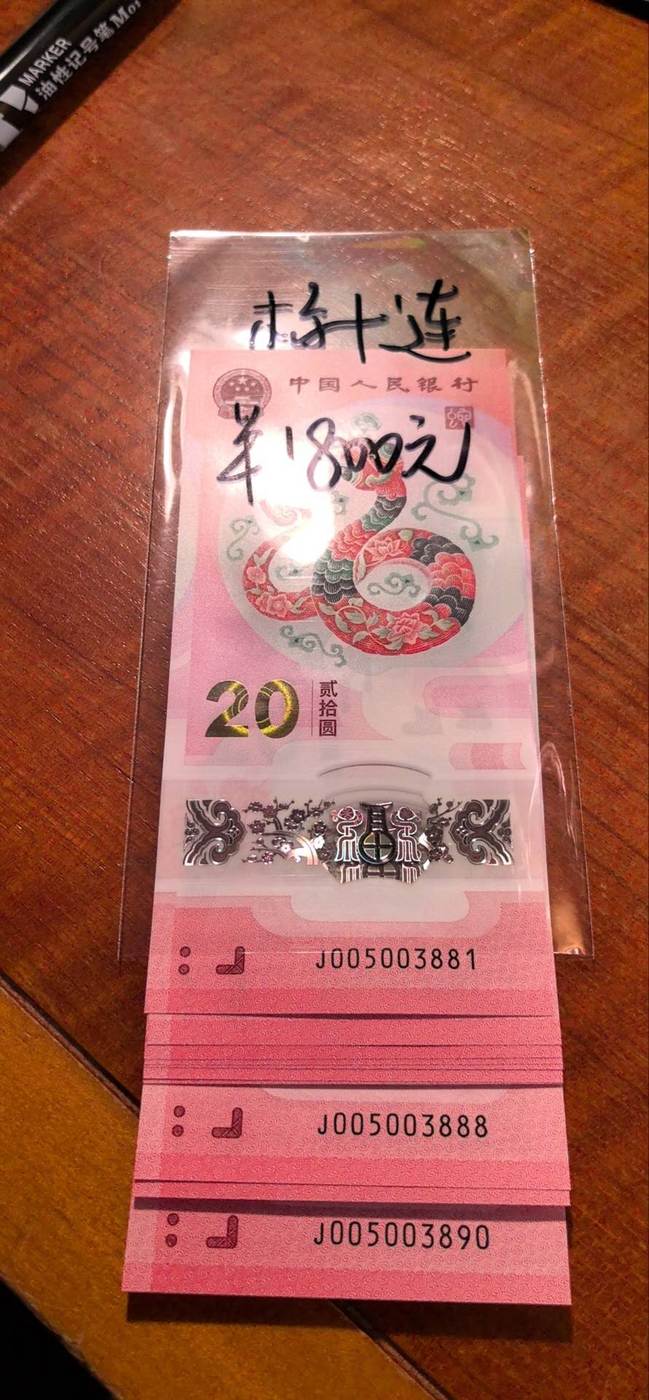 MARKER
油性记号笔 Mor
标十连
中国人民银行
¥1800元
20
贰拾圆
J005003881
J005003888
J005003890